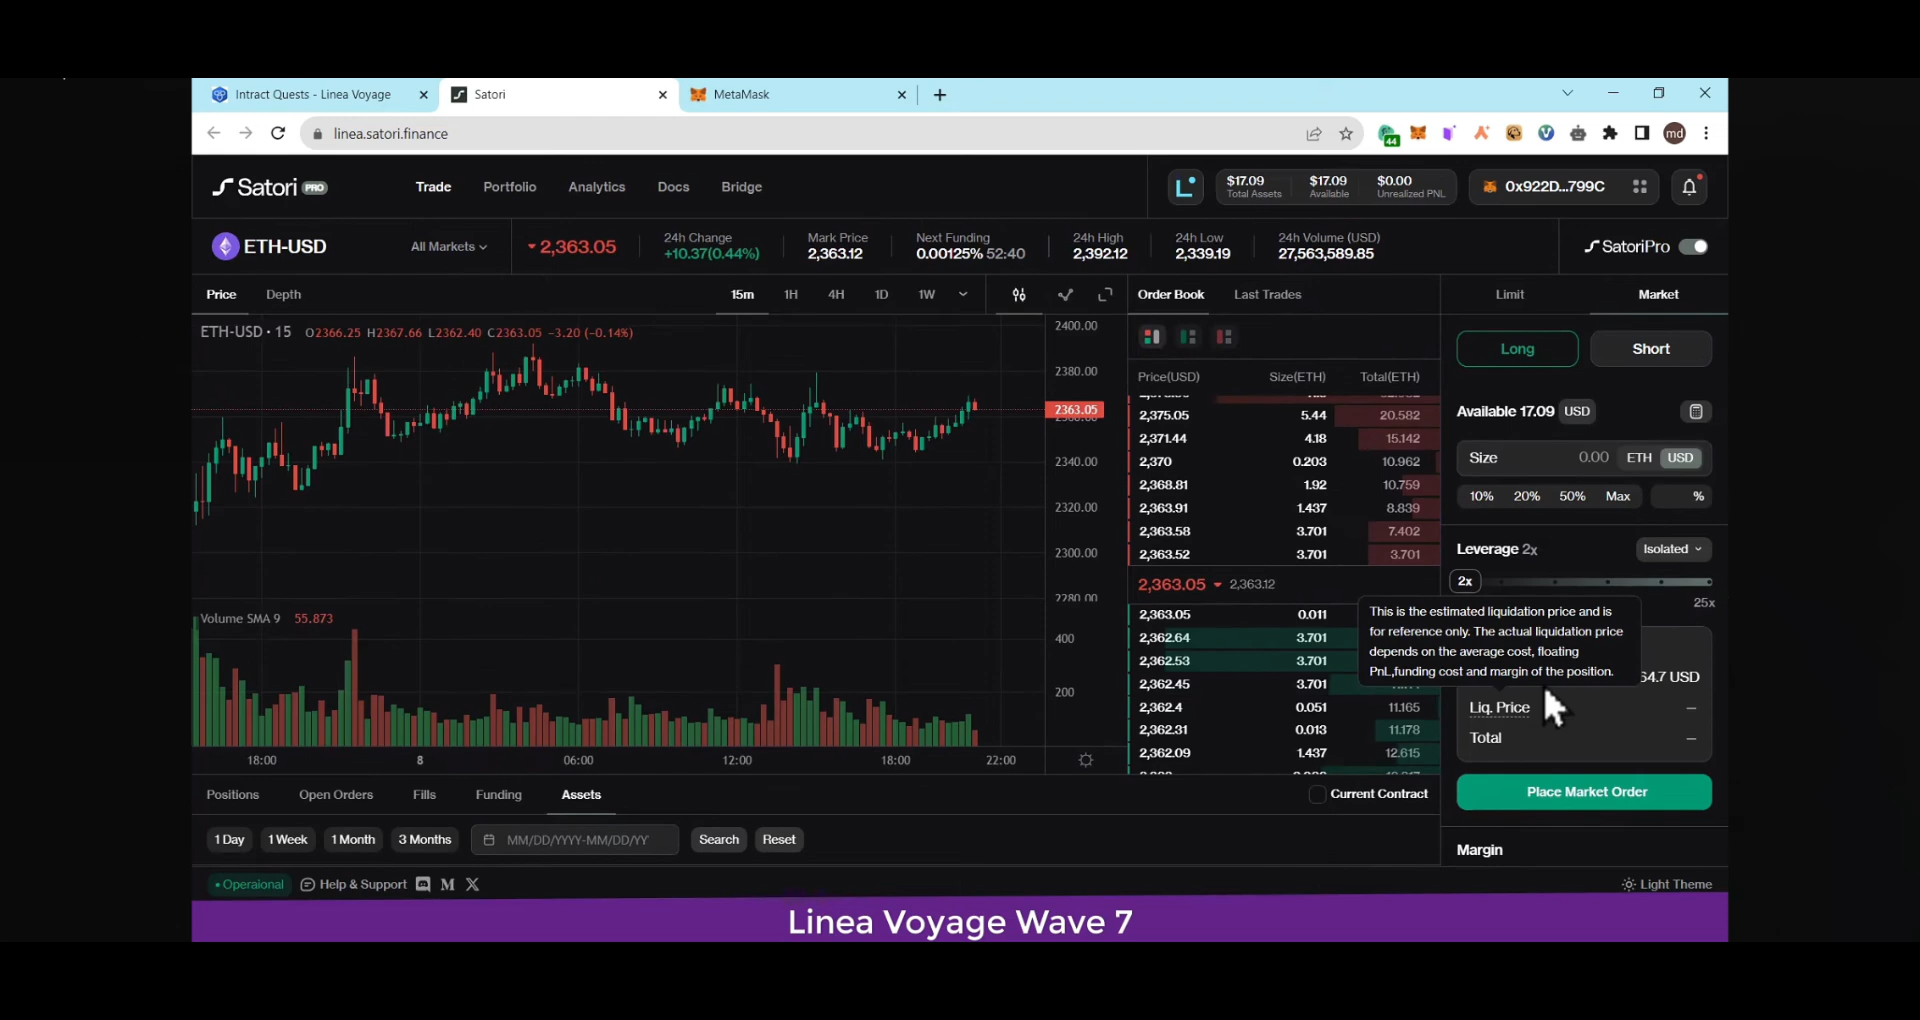 Intract Quests - Linea Voyage
Satori
MetaMask
linea.satori.finance
44
md
Satori PRO
Trade
Portfolio
Analytics
Docs
Bridge
$17.09
Total Assets
$17.09
Available
$0.00
Unrealized PNL
0x922D...799C
ETH-USD
All Markets
2,363.05
24h Change
+10.37(0.44%)
Mark Price
2,363.12
Next Funding
0.00125% 52:40
24h High
2,392.12
24h Low
2,339.19
24h Volume (USD)
27,563,589.85
SatoriPro
Price
Depth
15m
1H
4H
1D
1W
ETH-USD • 15 O2366.25 H2367.66 L2362.40 C2363.05 −3.20 (−0.14%)
2400.00
2380.00
2363.05
2340.00
2320.00
2300.00
2280.00
Volume SMA 9 55.873
400
200
18:00
8
06:00
12:00
18:00
22:00
Order Book
Last Trades
Price(USD) Size(ETH) Total(ETH)
2,375.05 5.44 20.582
2,371.44 4.18 15.142
2,370 0.203 10.962
2,368.81 1.92 10.759
2,363.91 1.437 8.839
2,363.58 3.701 7.402
2,363.52 3.701 3.701
2,363.05 2,363.12
2,363.05 0.011
2,362.64 3.701
2,362.53 3.701
2,362.45 3.701
2,362.4 0.051 11.165
2,362.31 0.013 11.178
2,362.09 1.437 12.615
Limit
Market
Long
Short
Available 17.09 USD
Size 0.00 ETH USD
10% 20% 50% Max %
Leverage 2x
Isolated
2x
25x
This is the estimated liquidation price and is
for reference only. The actual liquidation price
depends on the average cost, floating
PnL,funding cost and margin of the position.
64.7 USD
Liq. Price –
Total –
Place Market Order
Margin
Positions
Open Orders
Fills
Funding
Assets
Current Contract
1 Day
1 Week
1 Month
3 Months
MM/DD/YYYY-MM/DD/YY
Search
Reset
Operaional
Help & Support
Light Theme
Linea Voyage Wave 7